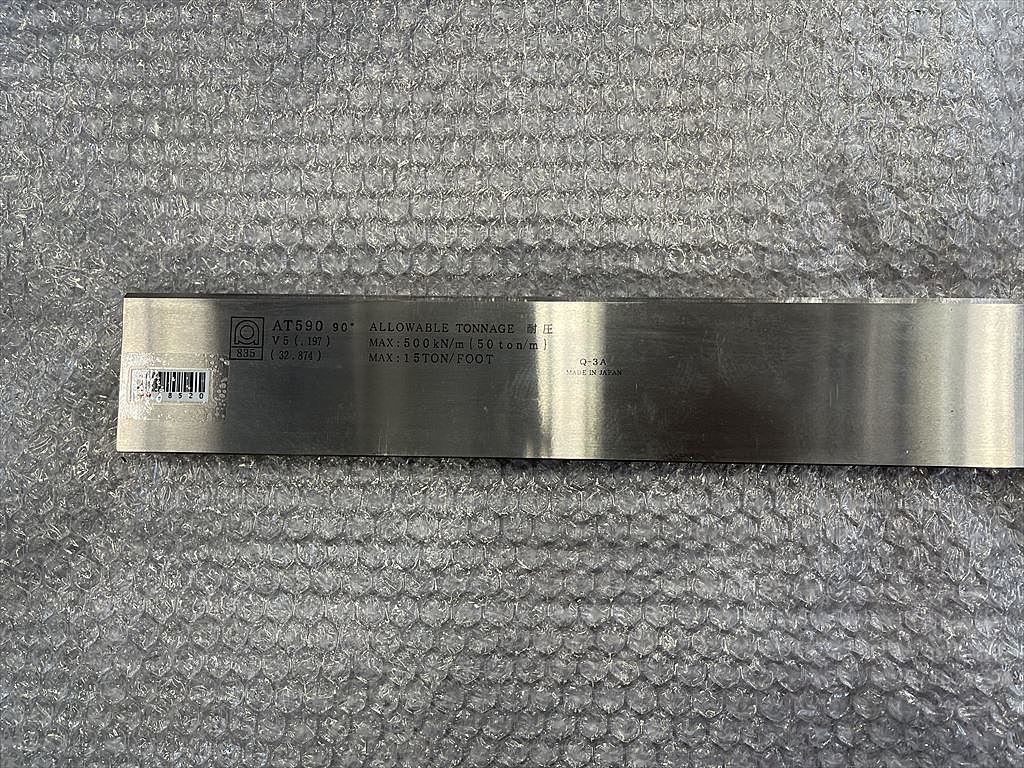 AT590 90°
V5 (.197)
(32.874)
835
ALLOWABLE TONNAGE 耐圧
MAX:500kN/m(50ton/m)
MAX:15TON/FOOT
Q-3A
MADE IN JAPAN
8520